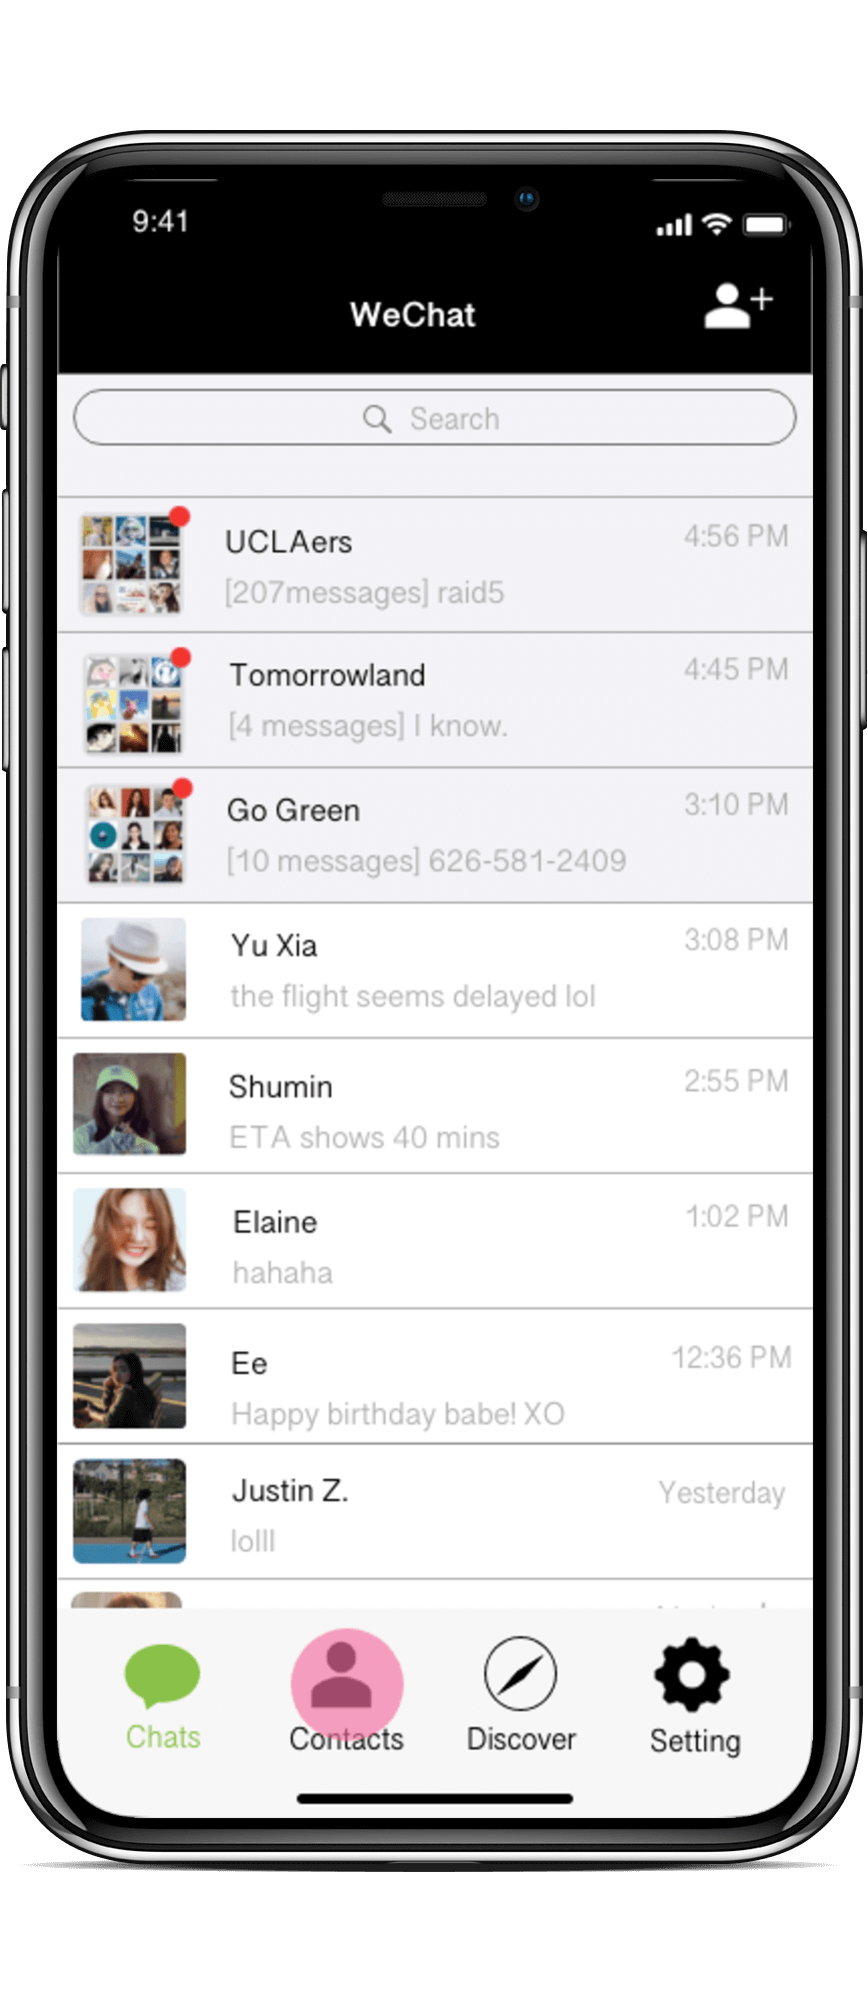 9:41
WeChat
Search
UCLAers
4:56 PM
[207messages] raid5
Tomorrowland
4:45 PM
[4 messages] I know.
Go Green
3:10 PM
[10 messages] 626-581-2409
Yu Xia
3:08 PM
the flight seems delayed lol
Shumin
2:55 PM
ETA shows 40 mins
Elaine
1:02 PM
hahaha
Ee
12:36 PM
Happy birthday babe! XO
Justin Z.
Yesterday
lolll
Chats
Contacts
Discover
Setting